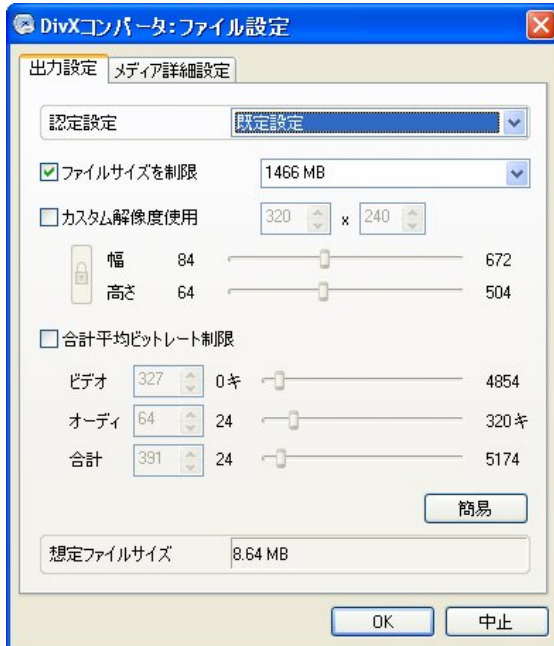 DivXコンバータ:ファイル設定
出力設定 メディア詳細設定
認定設定 既定設定
ファイルサイズを制限 1466 MB
カスタム解像度使用 320 x 240
幅 84 672
高さ 64 504
合計平均ビットレート制限
ビデオ 327 0キ 4854
オーディ 64 24 320キ
合計 391 24 5174
簡易
想定ファイルサイズ 8.64 MB
OK 中止